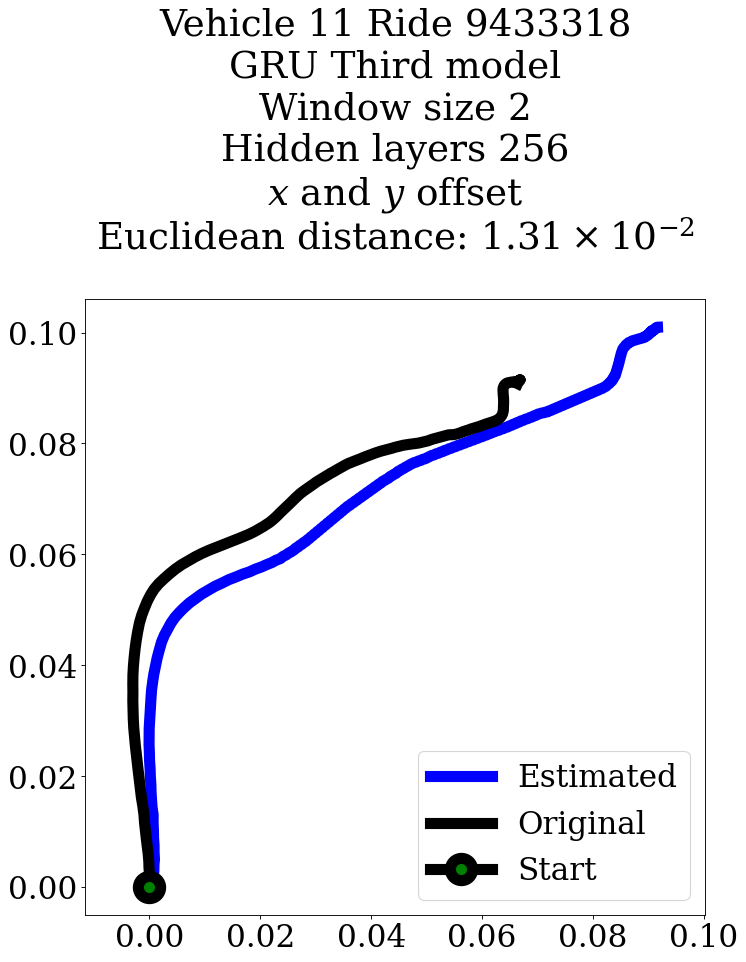 Vehicle 11 Ride 9433318
GRU Third model
Window size 2
Hidden layers 256
x and y offset
Euclidean distance: 1.31 × 10⁻²
0.10
0.08
0.06
0.04
0.02
0.00
Estimated
Original
Start
0.00 0.02 0.04 0.06 0.08 0.10